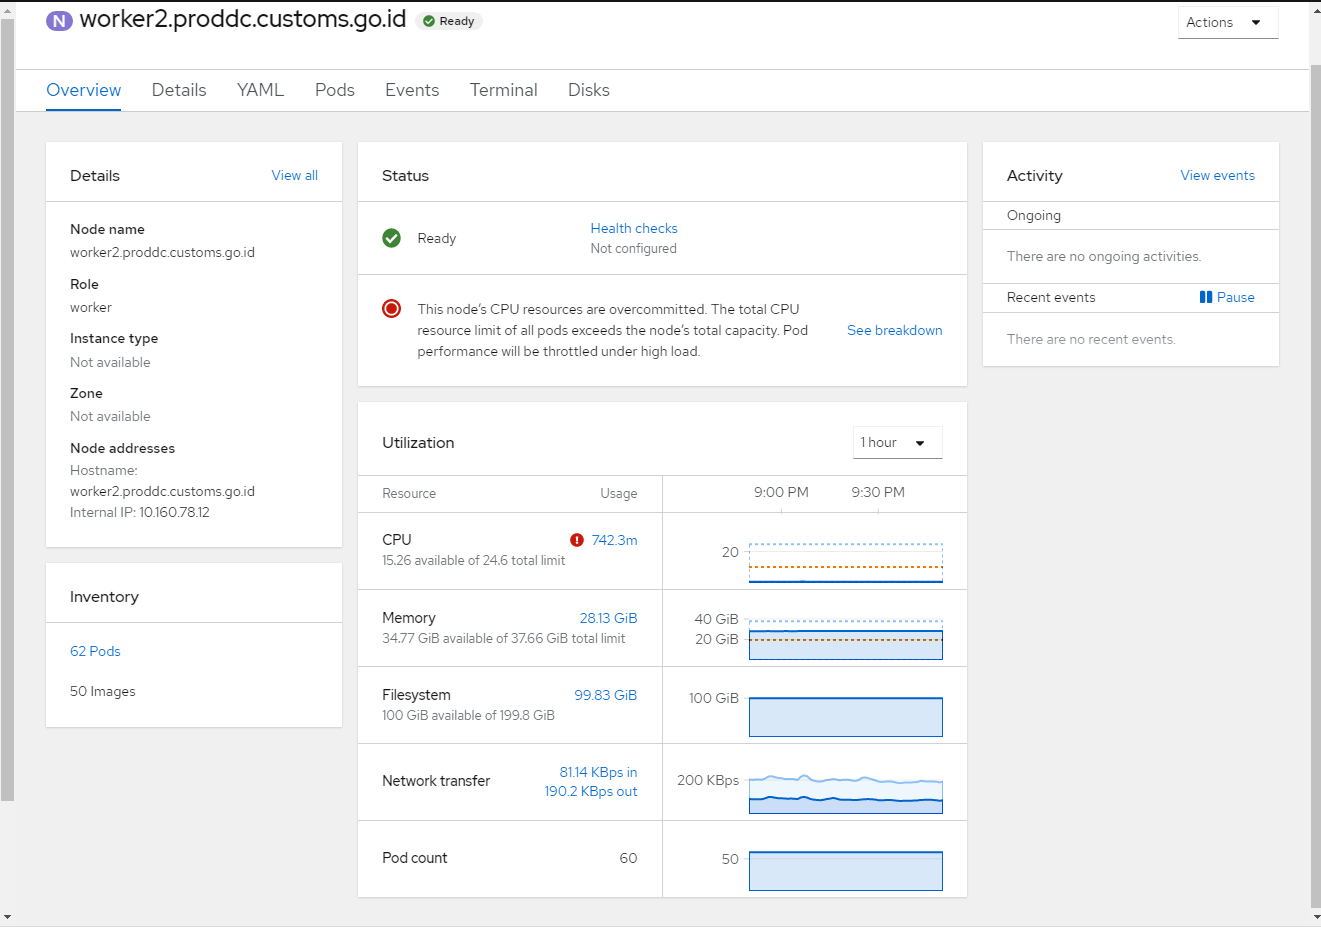 N worker2.proddc.customs.go.id Ready
Actions
Overview Details YAML Pods Events Terminal Disks
Details View all
Node name
worker2.proddc.customs.go.id
Role
worker
Instance type
Not available
Zone
Not available
Node addresses
Hostname:
worker2.proddc.customs.go.id
Internal IP: 10.160.78.12
Inventory
62 Pods
50 Images
Status
Ready
Health checks
Not configured
This node's CPU resources are overcommitted. The total CPU
resource limit of all pods exceeds the node's total capacity. Pod
performance will be throttled under high load.
See breakdown
Utilization
1 hour
Resource Usage
9:00 PM 9:30 PM
CPU 742.3m
15.26 available of 24.6 total limit
20
Memory 28.13 GiB
34.77 GiB available of 37.66 GiB total limit
40 GiB
20 GiB
Filesystem 99.83 GiB
100 GiB available of 199.8 GiB
100 GiB
Network transfer
81.14 KBps in
190.2 KBps out
200 KBps
Pod count 60
50
Activity View events
Ongoing
There are no ongoing activities.
Recent events Pause
There are no recent events.